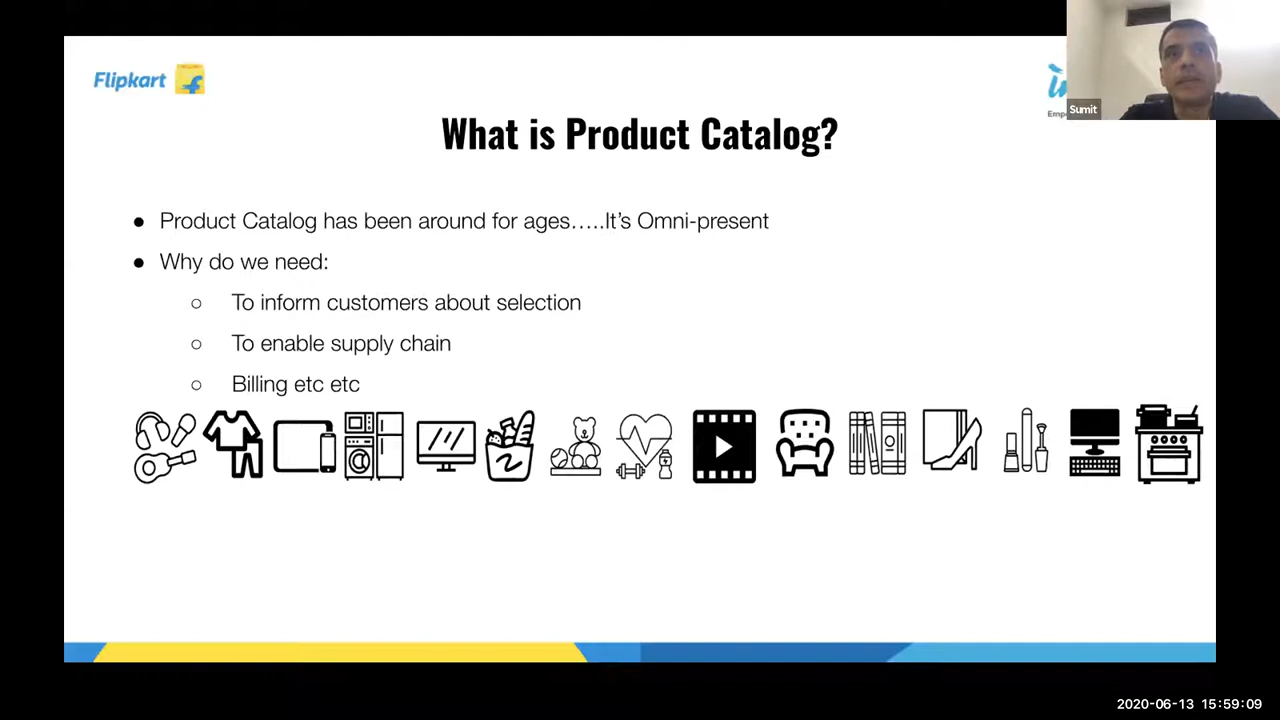 Flipkart
Sumit
What is Product Catalog?
● Product Catalog has been around for ages…..It’s Omni-present
● Why do we need:
○ To inform customers about selection
○ To enable supply chain
○ Billing etc etc
2020-06-13 15:59:09